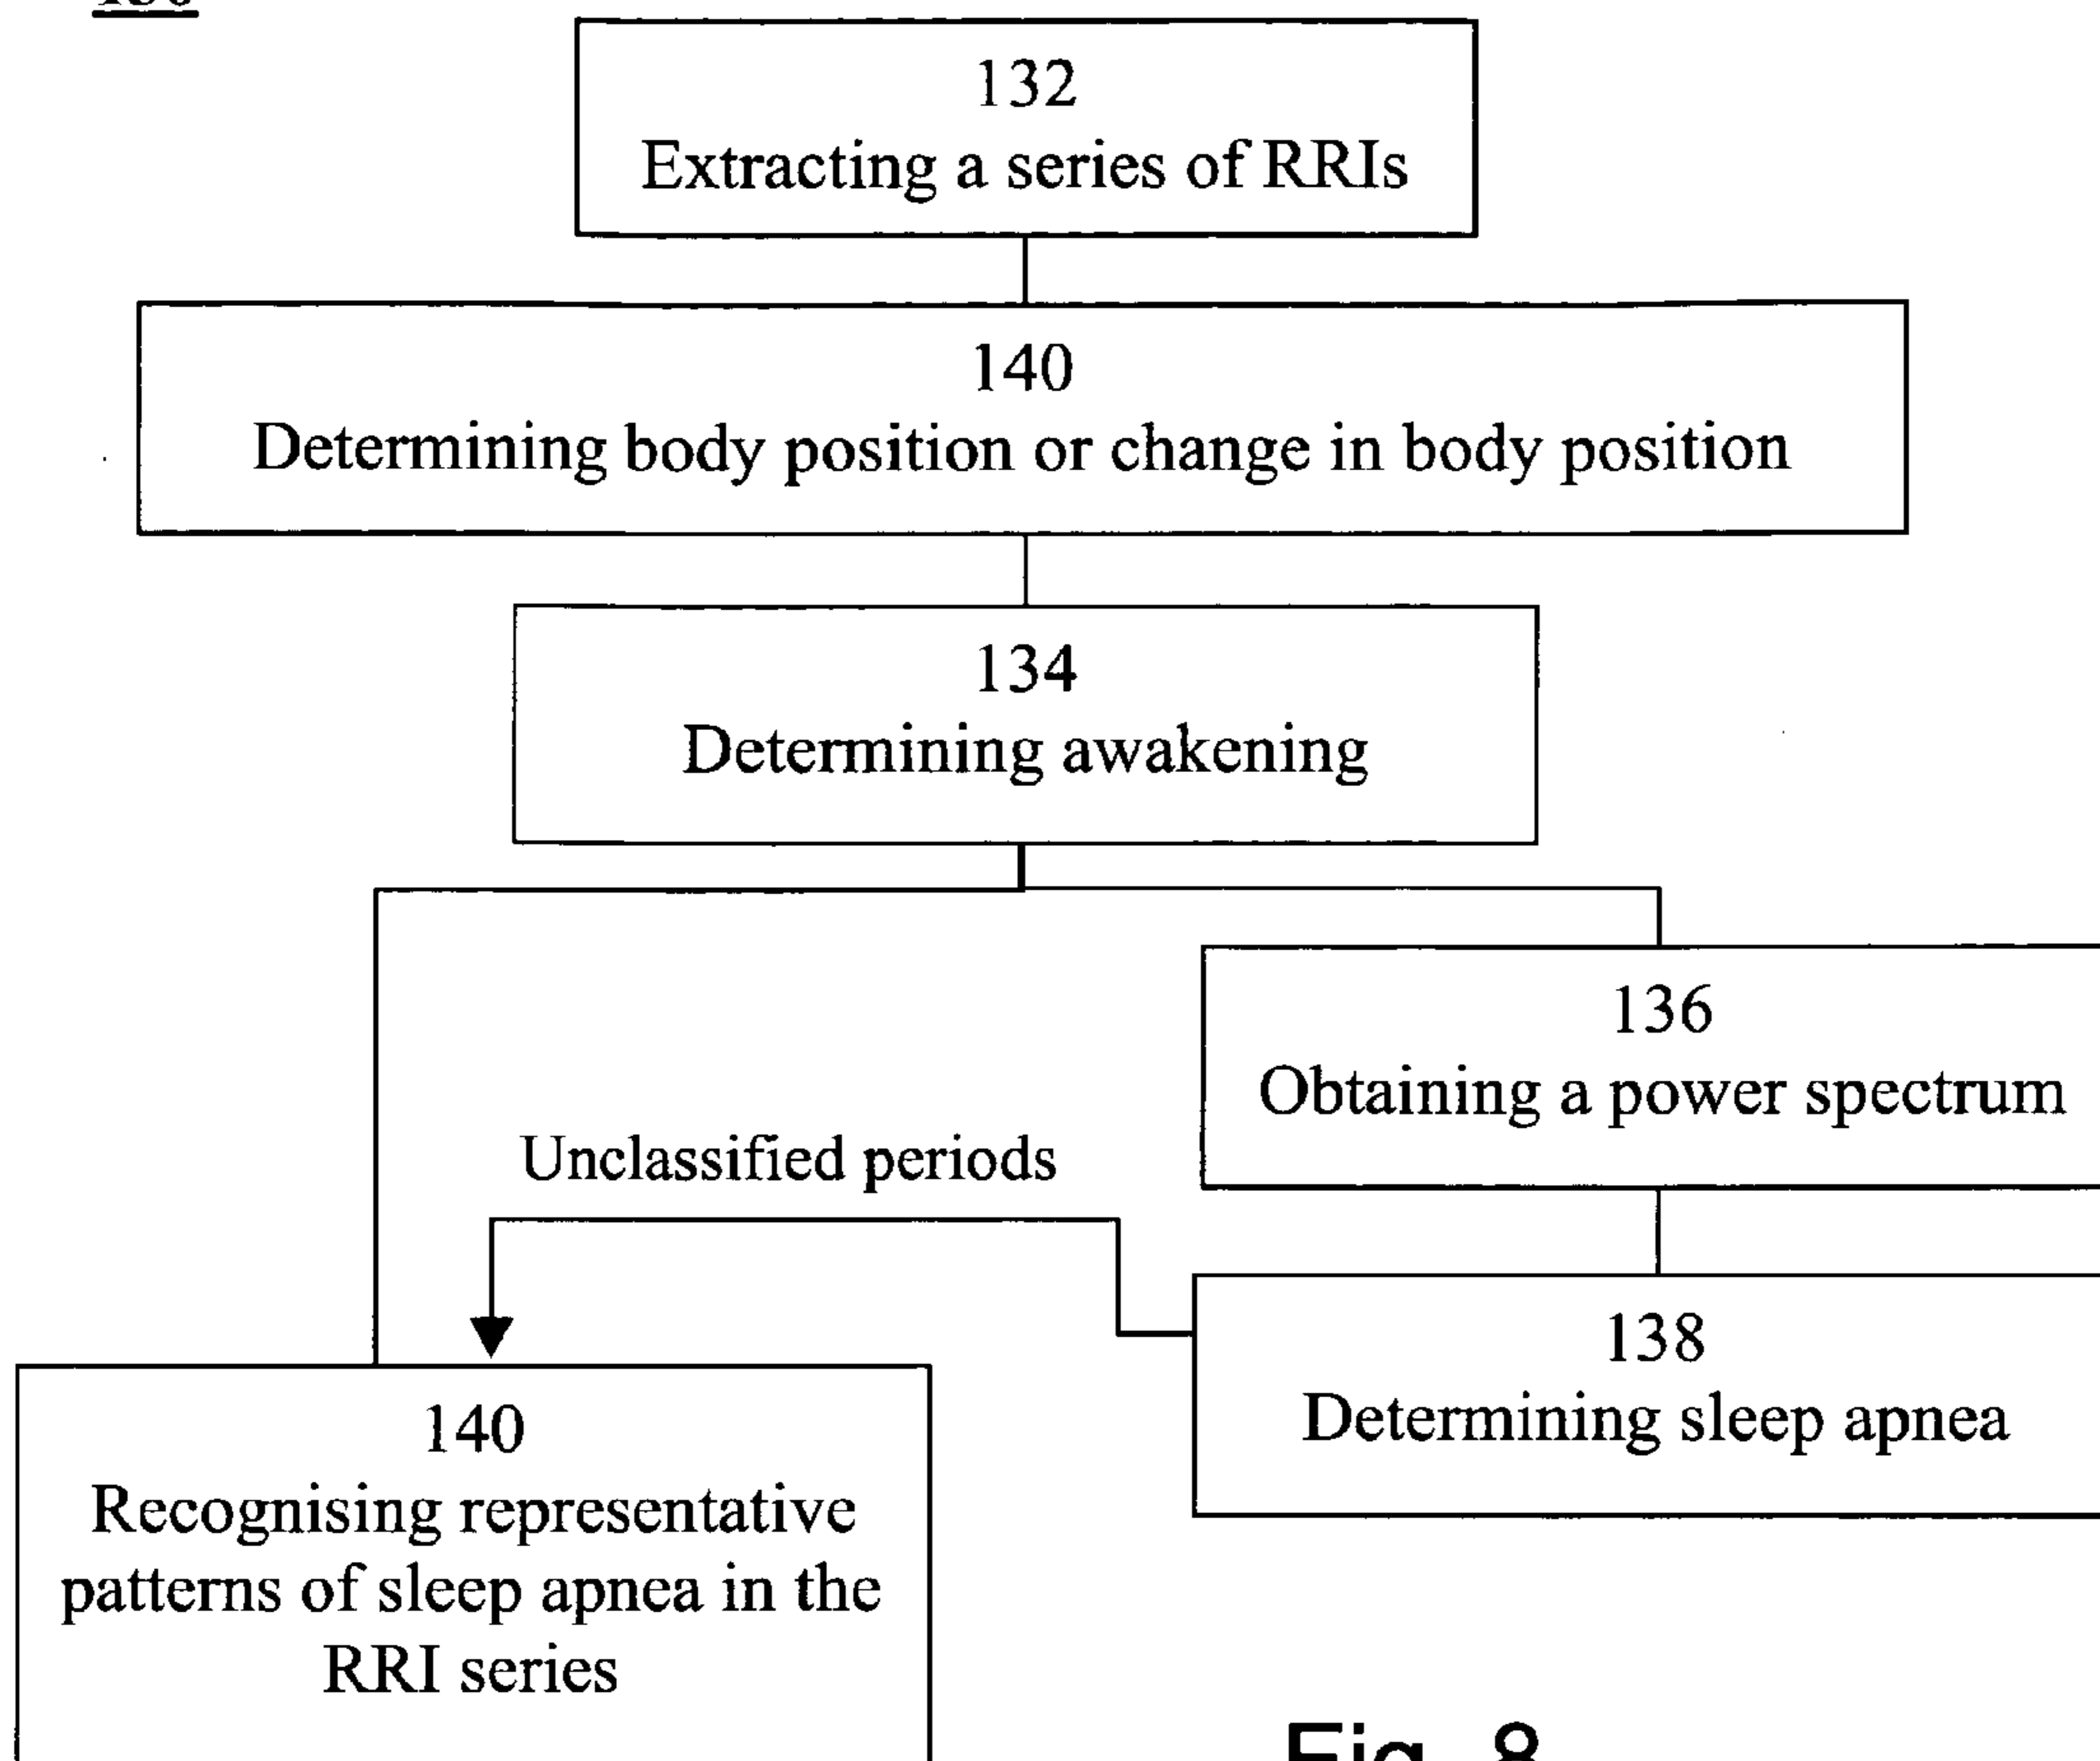 132
Extracting a series of RRIs
140
Determining body position or change in body position
134
Determining awakening
136
Obtaining a power spectrum
Unclassified periods
138
Determining sleep apnea
140
Recognising representative
patterns of sleep apnea in the
RRI series
Fig. 8